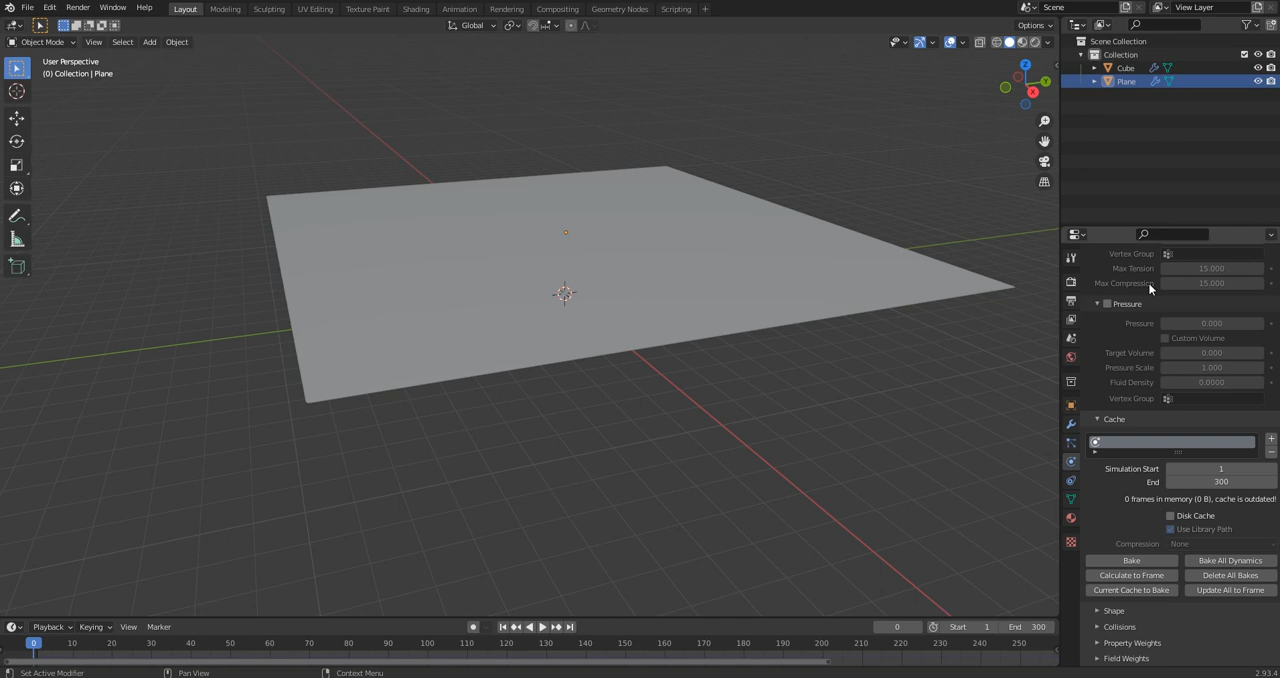 File Edit Render Window Help Layout Modeling Sculpting UV Editing Texture Paint Shading Animation Rendering Compositing Geometry Nodes Scripting + Scene View Layer
Global Options
Object Mode View Select Add Object
User Perspective
(0) Collection | Plane
Z
Y
X
Scene Collection
Collection
Cube
Plane
Vertex Group
Max Tension 15.000
Max Compression 15.000
Pressure
Pressure 0.000
Custom Volume
Target Volume 0.000
Pressure Scale 1.000
Fluid Density 0.0000
Vertex Group
Cache
Simulation Start 1
End 300
0 frames in memory (0 B), cache is outdated!
Disk Cache
Use Library Path
Compression None
Bake Bake All Dynamics
Calculate to Frame Delete All Bakes
Current Cache to Bake Update All to Frame
Shape
Collisions
Property Weights
Field Weights
Playback Keying View Marker 0 Start 1 End 300
0 10 20 30 40 50 60 70 80 90 100 110 120 130 140 150 160 170 180 190 200 210 220 230 240 250
Set Active Modifier Pan View Context Menu 2.93.4